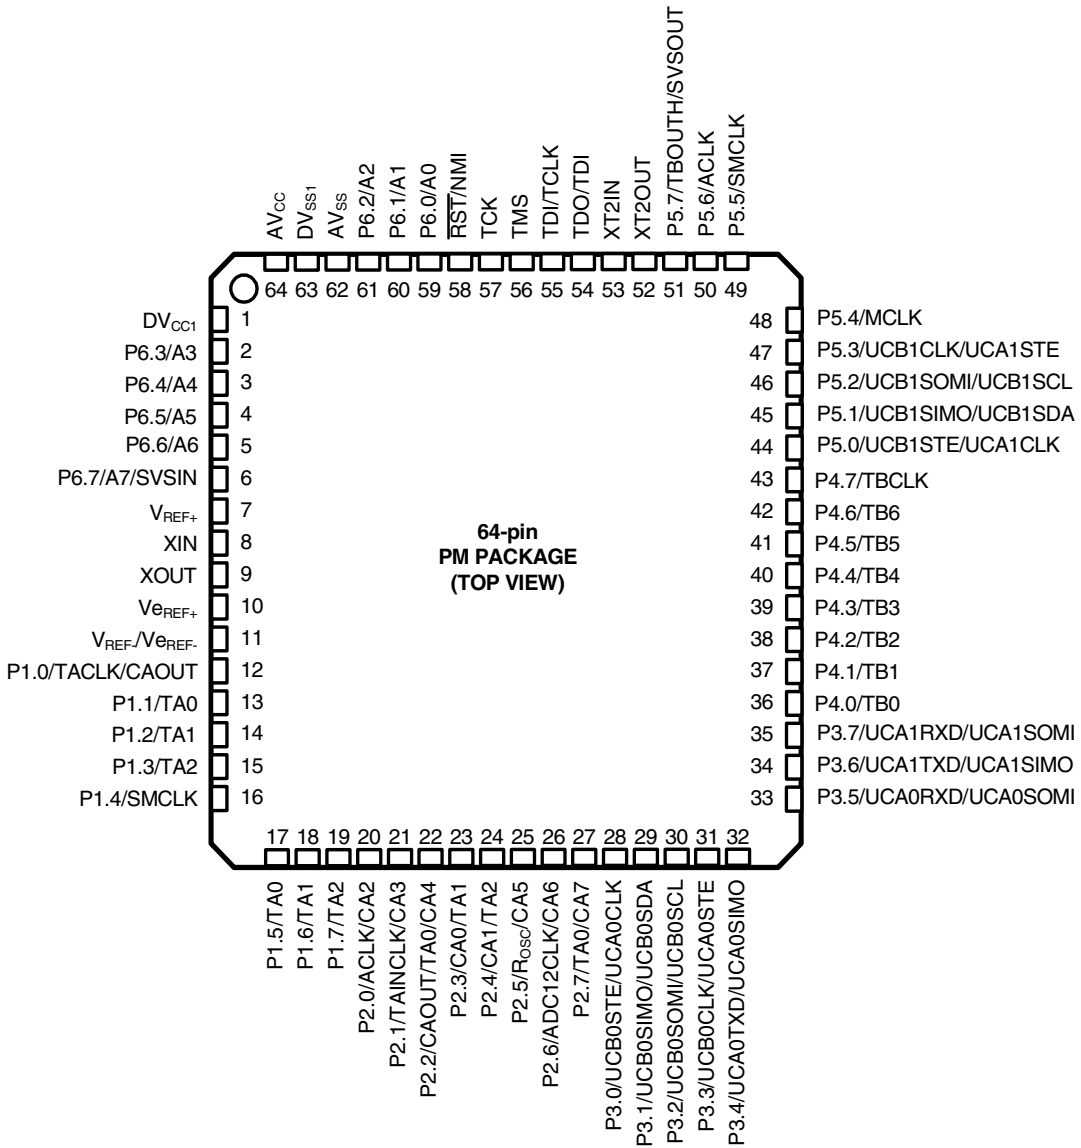 AVCC
DVSS1
AVSS
P6.2/A2
P6.1/A1
P6.0/A0
RST/NMI
TCK
TMS
TDI/TCLK
TDO/TDI
XT2IN
XT2OUT
P5.7/TBOUTH/SVSOUT
P5.6/ACLK
P5.5/SMCLK
64 63 62 61 60 59 58 57 56 55 54 53 52 51 50 49
DVCC1 1
P6.3/A3 2
P6.4/A4 3
P6.5/A5 4
P6.6/A6 5
P6.7/A7/SVSIN 6
VREF+ 7
XIN 8
XOUT 9
VeREF+ 10
VREF-/VeREF- 11
P1.0/TACLK/CAOUT 12
P1.1/TA0 13
P1.2/TA1 14
P1.3/TA2 15
P1.4/SMCLK 16
64-pin
PM PACKAGE
(TOP VIEW)
48 P5.4/MCLK
47 P5.3/UCB1CLK/UCA1STE
46 P5.2/UCB1SOMI/UCB1SCL
45 P5.1/UCB1SIMO/UCB1SDA
44 P5.0/UCB1STE/UCA1CLK
43 P4.7/TBCLK
42 P4.6/TB6
41 P4.5/TB5
40 P4.4/TB4
39 P4.3/TB3
38 P4.2/TB2
37 P4.1/TB1
36 P4.0/TB0
35 P3.7/UCA1RXD/UCA1SOMI
34 P3.6/UCA1TXD/UCA1SIMO
33 P3.5/UCA0RXD/UCA0SOMI
17 18 19 20 21 22 23 24 25 26 27 28 29 30 31 32
P1.5/TA0
P1.6/TA1
P1.7/TA2
P2.0/ACLK/CA2
P2.1/TAINCLK/CA3
P2.2/CAOUT/TA0/CA4
P2.3/CA0/TA1
P2.4/CA1/TA2
P2.5/ROSC/CA5
P2.6/ADC12CLK/CA6
P2.7/TA0/CA7
P3.0/UCB0STE/UCA0CLK
P3.1/UCB0SIMO/UCB0SDA
P3.2/UCB0SOMI/UCB0SCL
P3.3/UCB0CLK/UCA0STE
P3.4/UCA0TXD/UCA0SIMO